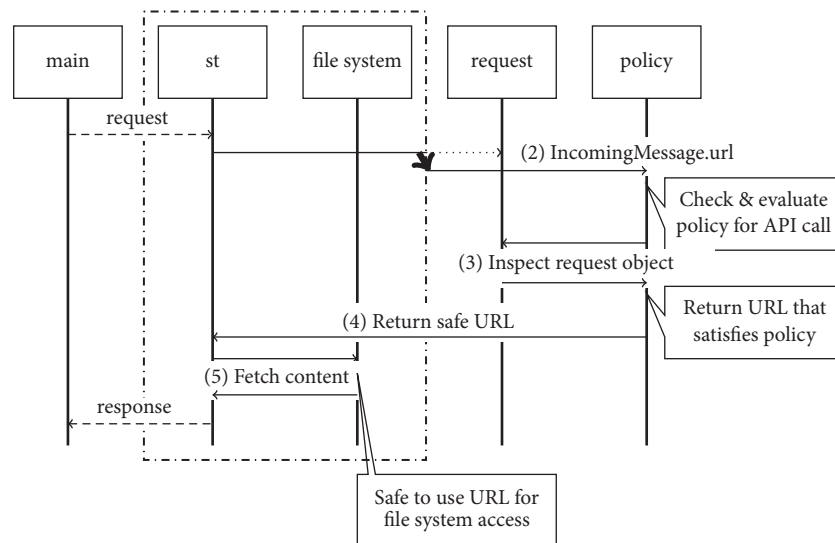 main
st
file system
request
policy
request
(2) IncomingMessage.url
Check & evaluate
policy for API call
(3) Inspect request object
Return URL that
satisfies policy
(4) Return safe URL
(5) Fetch content
response
Safe to use URL for
file system access